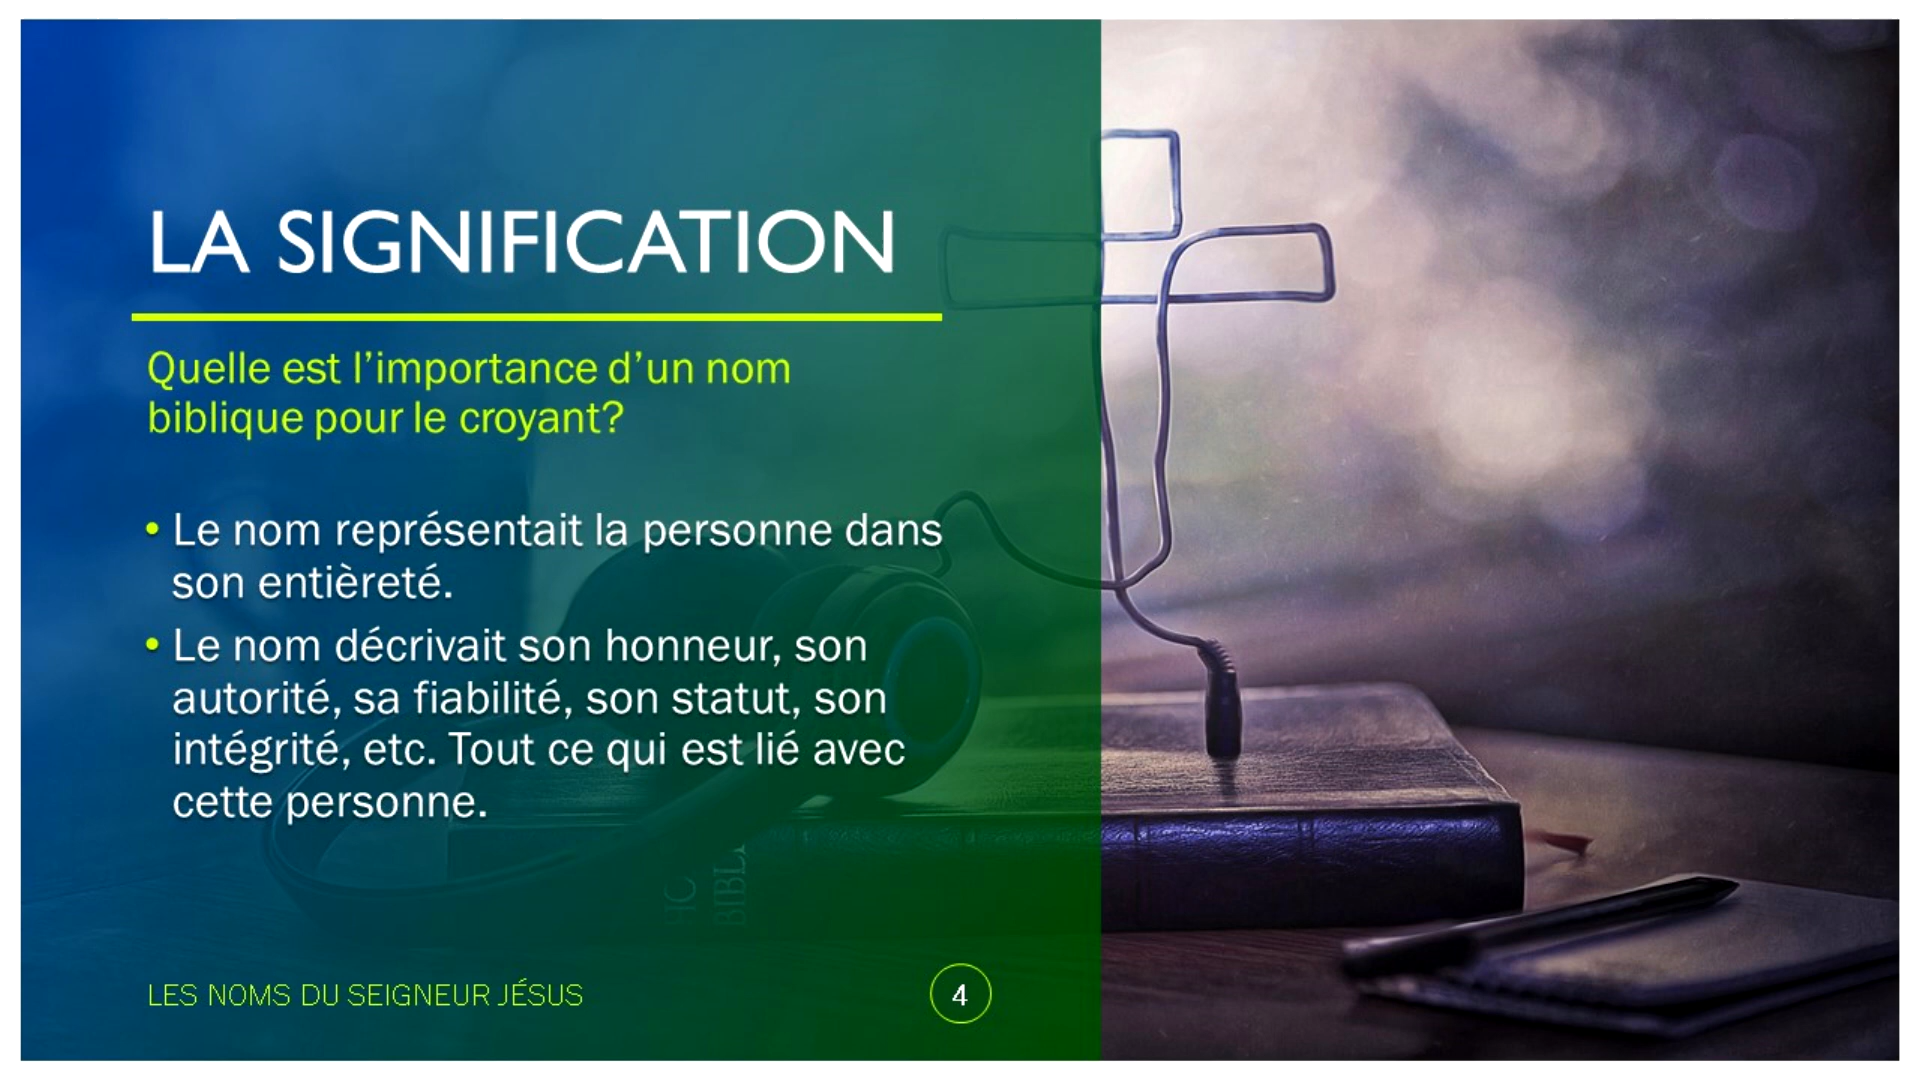 LA SIGNIFICATION
Quelle est l’importance d’un nom
biblique pour le croyant?
• Le nom représentait la personne dans
son entièreté.
• Le nom décrivait son honneur, son
autorité, sa fiabilité, son statut, son
intégrité, etc. Tout ce qui est lié avec
cette personne.
LES NOMS DU SEIGNEUR JÉSUS
4